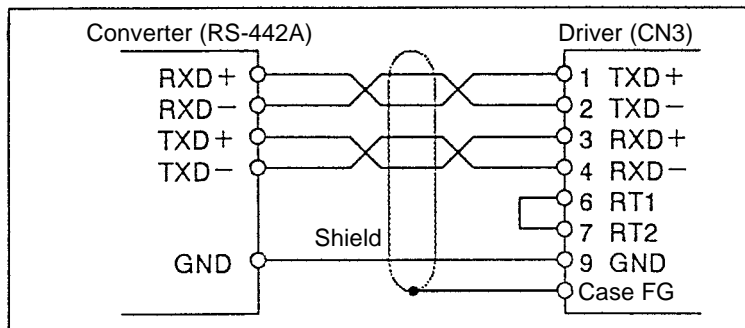 Converter (RS-442A) Driver (CN3)
RXD+ 1 TXD+
RXD− 2 TXD−
TXD+ 3 RXD+
TXD− 4 RXD−
6 RT1
Shield 7 RT2
GND 9 GND
Case FG